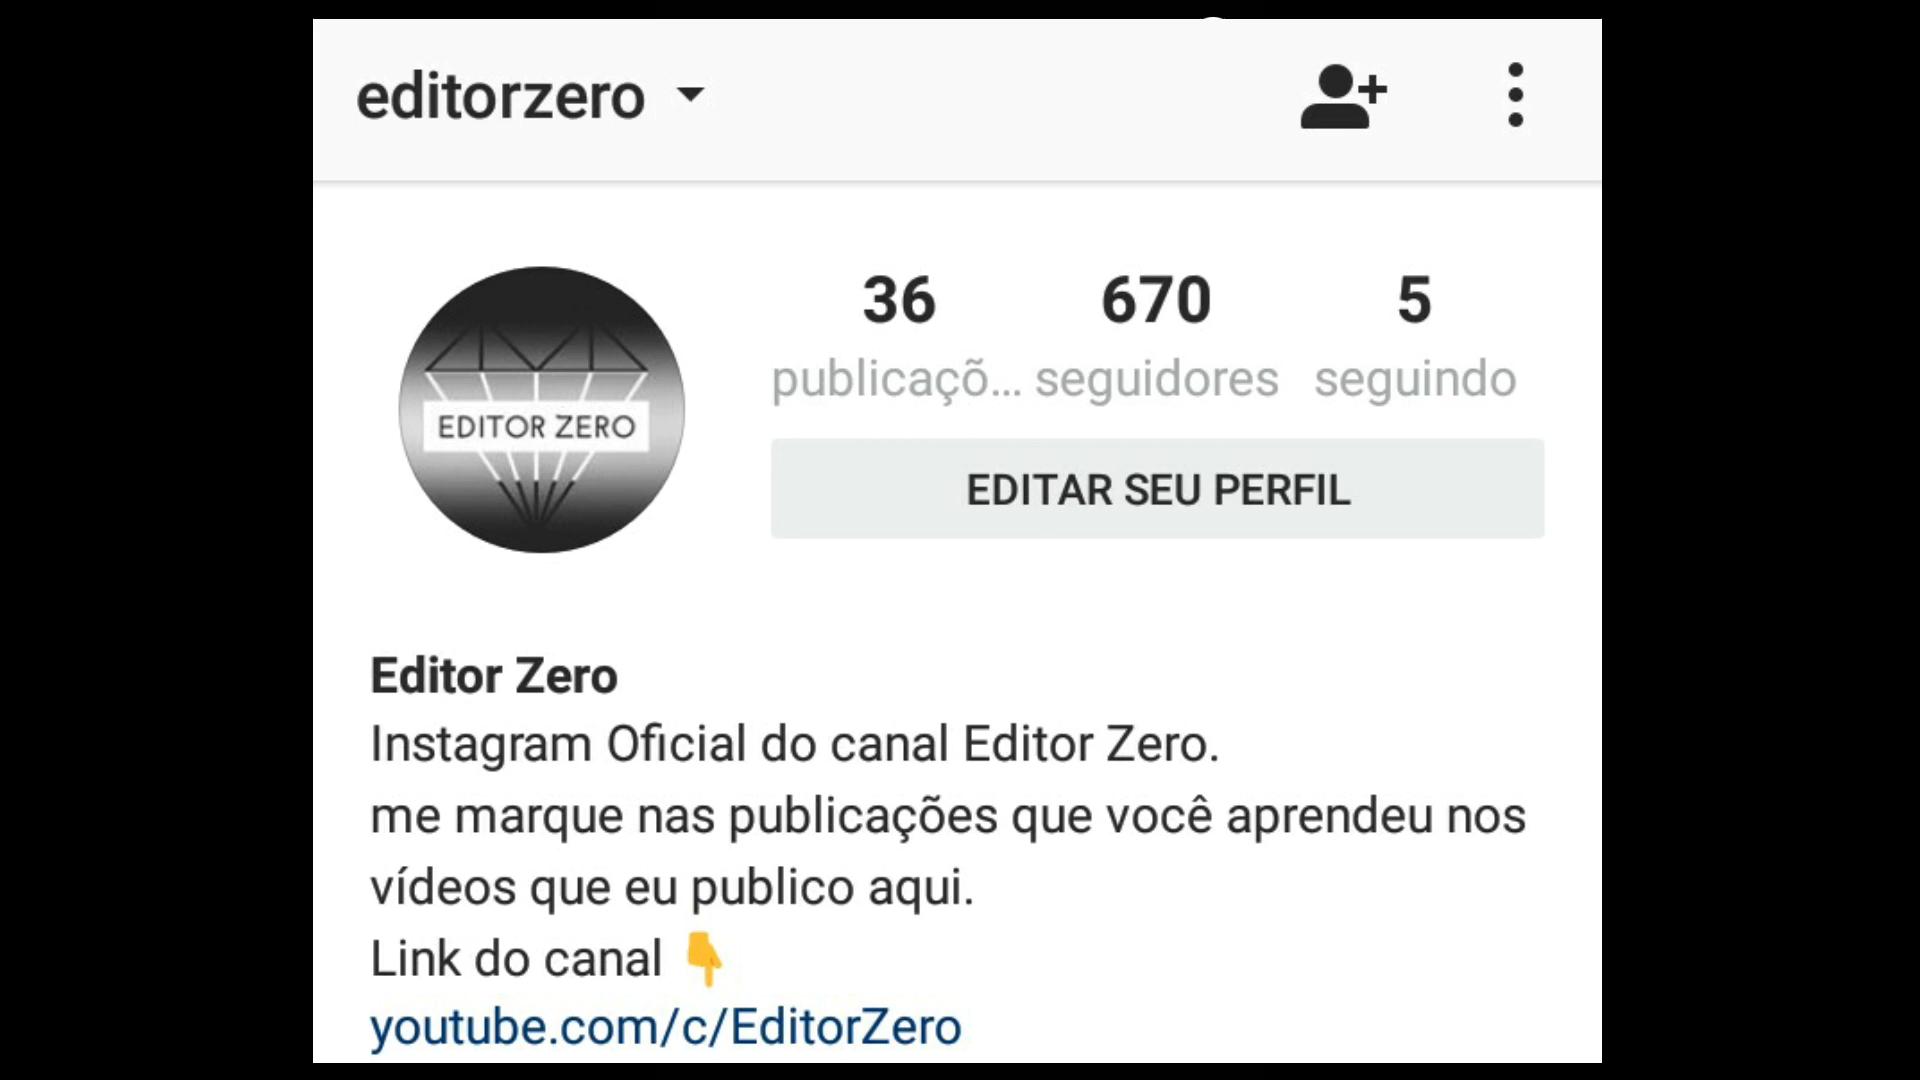 editorzero
36 670 5
publicaçõ... seguidores seguindo
EDITOR ZERO
EDITAR SEU PERFIL
Editor Zero
Instagram Oficial do canal Editor Zero.
me marque nas publicações que você aprendeu nos
vídeos que eu publico aqui.
Link do canal 👇
youtube.com/c/EditorZero